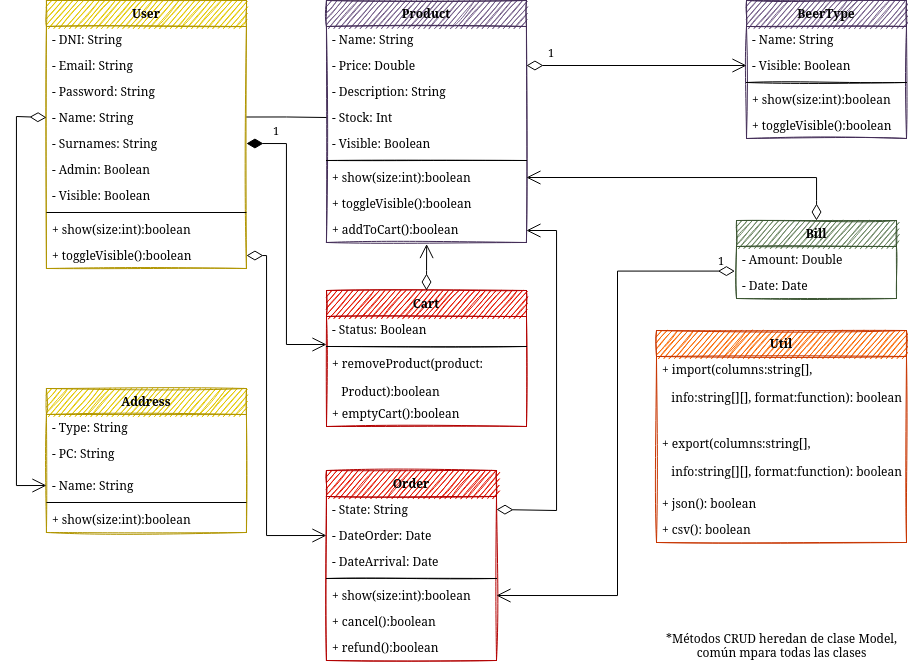 User
- DNI: String
- Email: String
- Password: String
- Name: String
- Surnames: String
- Admin: Boolean
- Visible: Boolean
+ show(size:int):boolean
+ toggleVisible():boolean
1
Product
- Name: String
- Price: Double
- Description: String
- Stock: Int
- Visible: Boolean
+ show(size:int):boolean
+ toggleVisible():boolean
+ addToCart():boolean
1
BeerType
- Name: String
- Visible: Boolean
+ show(size:int):boolean
+ toggleVisible():boolean
Bill
1
- Amount: Double
- Date: Date
Cart
- Status: Boolean
+ removeProduct(product:
Product):boolean
+ emptyCart():boolean
Util
+ import(columns:string[],
info:string[][], format:function): boolean
+ export(columns:string[],
info:string[][], format:function): boolean
+ json(): boolean
+ csv(): boolean
Address
- Type: String
- PC: String
- Name: String
+ show(size:int):boolean
Order
- State: String
- DateOrder: Date
- DateArrival: Date
+ show(size:int):boolean
+ cancel():boolean
+ refund():boolean
*Métodos CRUD heredan de clase Model,
común mpara todas las clases